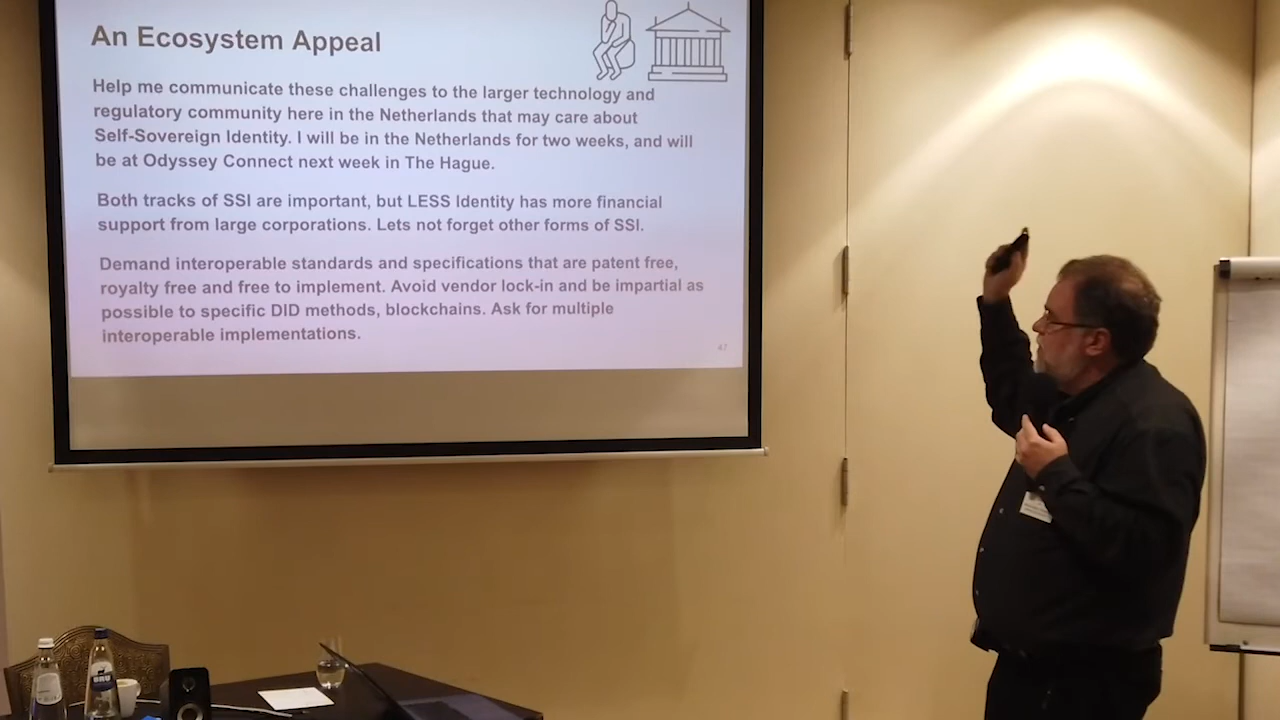 An Ecosystem Appeal
Help me communicate these challenges to the larger technology and
regulatory community here in the Netherlands that may care about
Self-Sovereign Identity. I will be in the Netherlands for two weeks, and will
be at Odyssey Connect next week in The Hague.
Both tracks of SSI are important, but LESS Identity has more financial
support from large corporations. Lets not forget other forms of SSI.
Demand interoperable standards and specifications that are patent free,
royalty free and free to implement. Avoid vendor lock-in and be impartial as
possible to specific DID methods, blockchains. Ask for multiple
interoperable implementations.
47
BRU